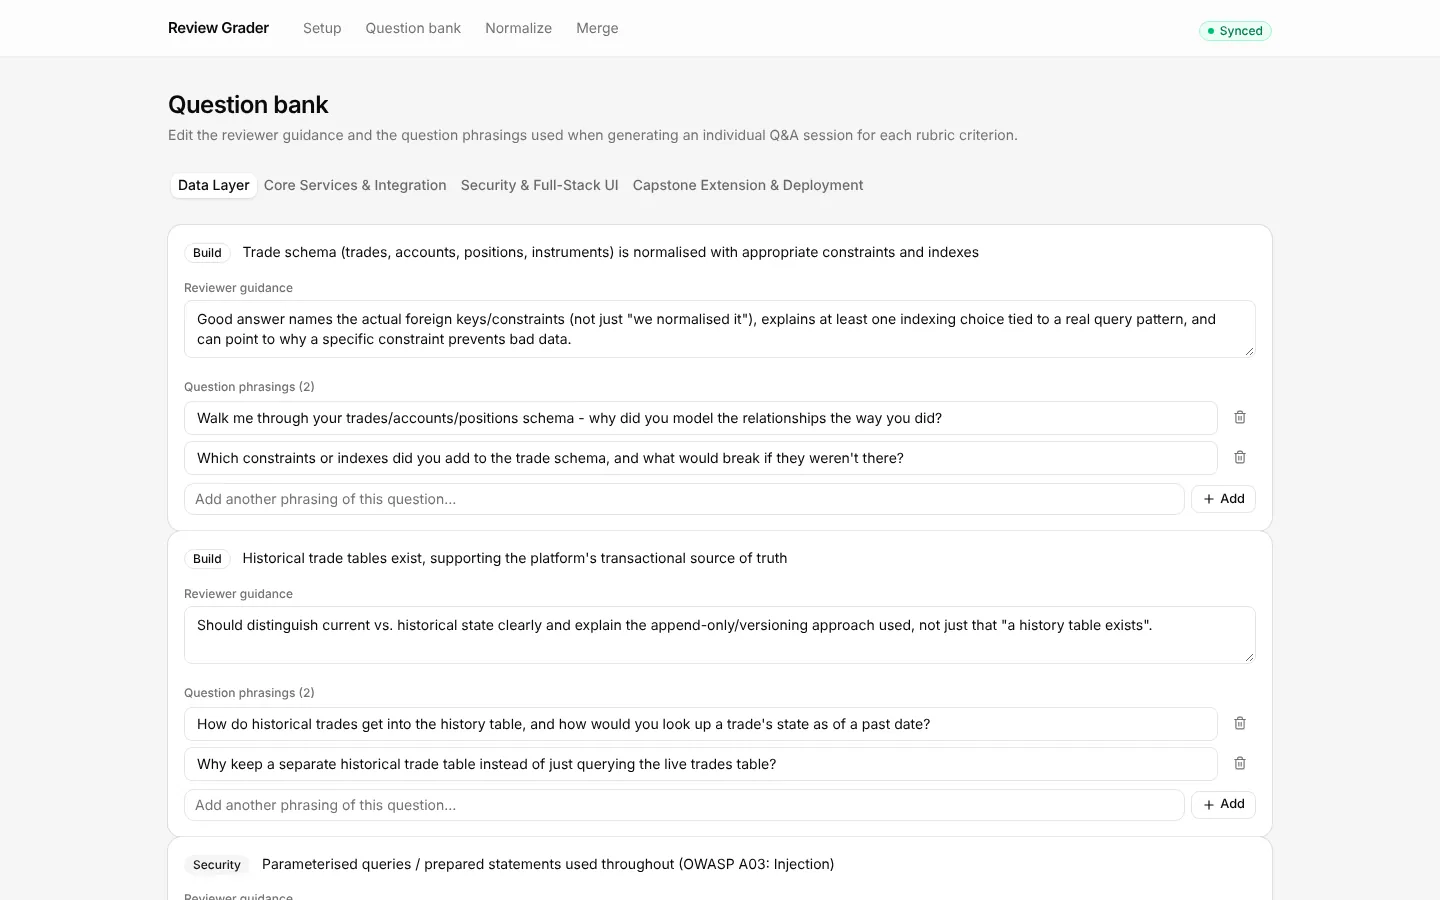 Review Grader
Setup
Question bank
Normalize
Merge
Synced
Question bank
Edit the reviewer guidance and the question phrasings used when generating an individual Q&A session for each rubric criterion.
Data Layer
Core Services & Integration
Security & Full-Stack UI
Capstone Extension & Deployment
Build
Trade schema (trades, accounts, positions, instruments) is normalised with appropriate constraints and indexes
Reviewer guidance
Good answer names the actual foreign keys/constraints (not just "we normalised it"), explains at least one indexing choice tied to a real query pattern, and
can point to why a specific constraint prevents bad data.
Question phrasings (2)
Walk me through your trades/accounts/positions schema - why did you model the relationships the way you did?
Which constraints or indexes did you add to the trade schema, and what would break if they weren't there?
Add another phrasing of this question...
+ Add
Build
Historical trade tables exist, supporting the platform's transactional source of truth
Reviewer guidance
Should distinguish current vs. historical state clearly and explain the append-only/versioning approach used, not just that "a history table exists".
Question phrasings (2)
How do historical trades get into the history table, and how would you look up a trade's state as of a past date?
Why keep a separate historical trade table instead of just querying the live trades table?
Add another phrasing of this question...
+ Add
Security
Parameterised queries / prepared statements used throughout (OWASP A03: Injection)
Reviewer guidance